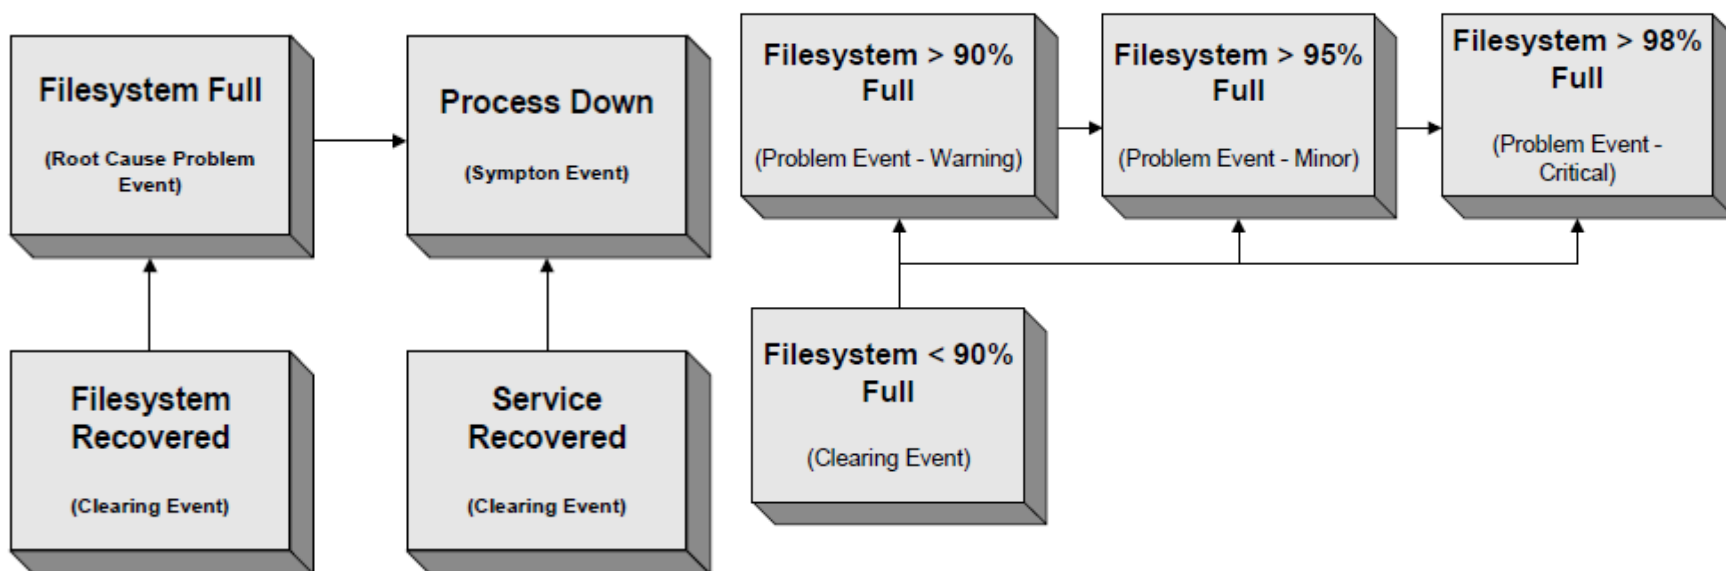 Filesystem Full
(Root Cause Problem
Event)
Process Down
(Sympton Event)
Filesystem > 90%
Full
(Problem Event - Warning)
Filesystem > 95%
Full
(Problem Event - Minor)
Filesystem > 98%
Full
(Problem Event -
Critical)
Filesystem
Recovered
(Clearing Event)
Service
Recovered
(Clearing Event)
Filesystem < 90%
Full
(Clearing Event)